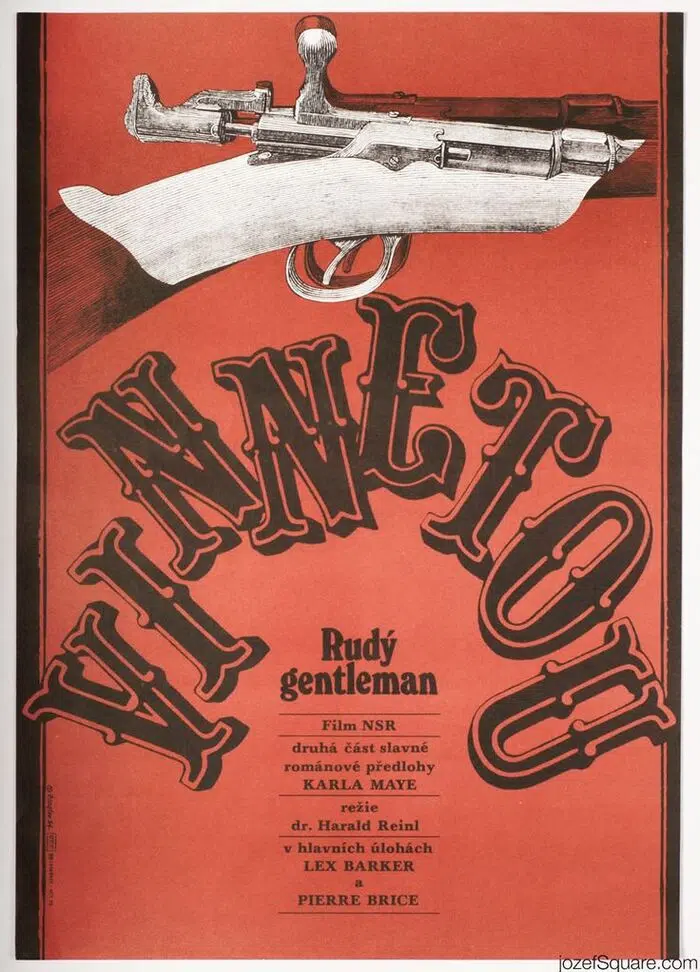 VINNETOU
Rudý
gentleman
Film NSR
druhá část slavné
románové předlohy
KARLA MAYE
režie
dr. Harald Reinl
v hlavních úlohách
LEX BARKER
a
PIERRE BRICE
jozefSquare.com